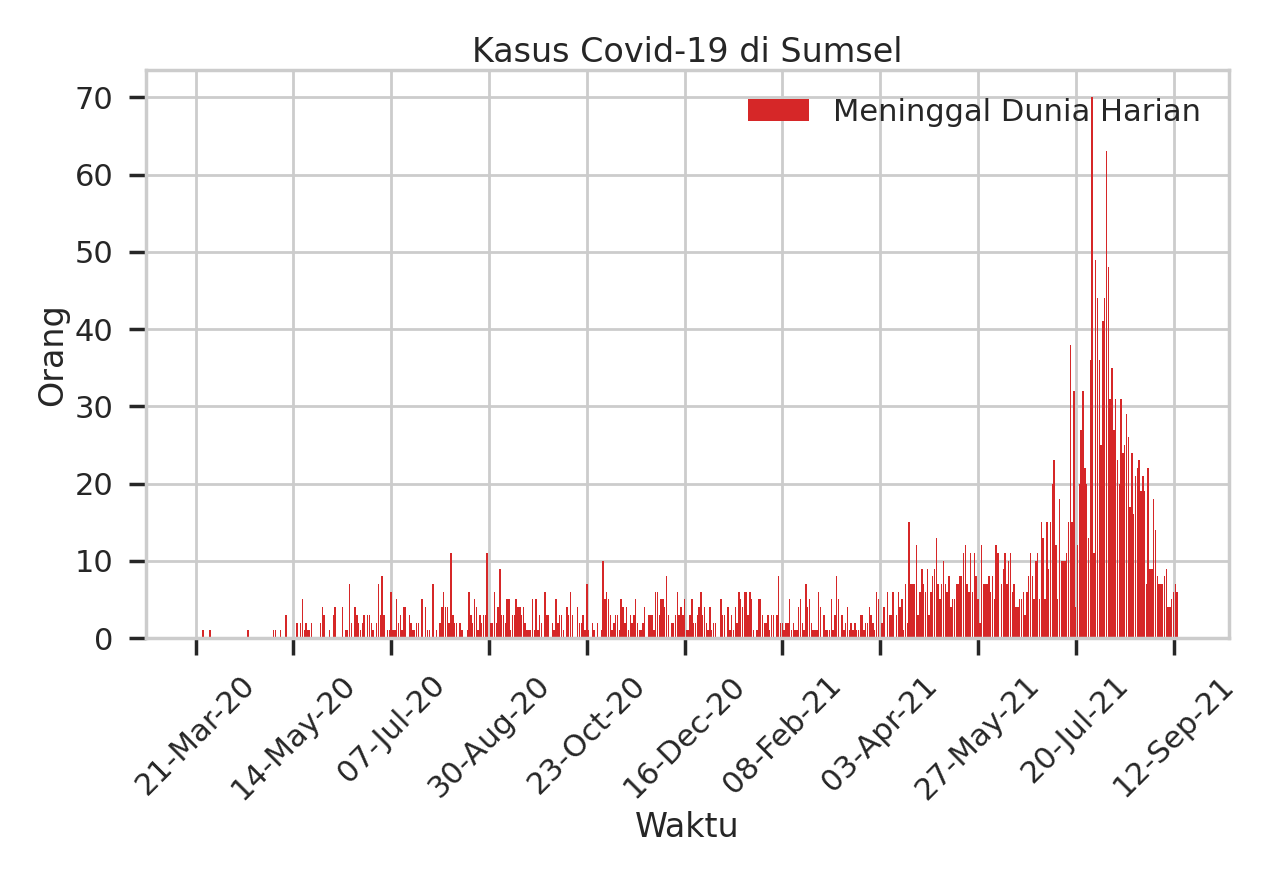 Kasus Covid-19 di Sumsel
Meninggal Dunia Harian
70
60
50
40
30
20
10
0
Orang
21-Mar-20
14-May-20
07-Jul-20
30-Aug-20
23-Oct-20
16-Dec-20
08-Feb-21
03-Apr-21
27-May-21
20-Jul-21
12-Sep-21
Waktu